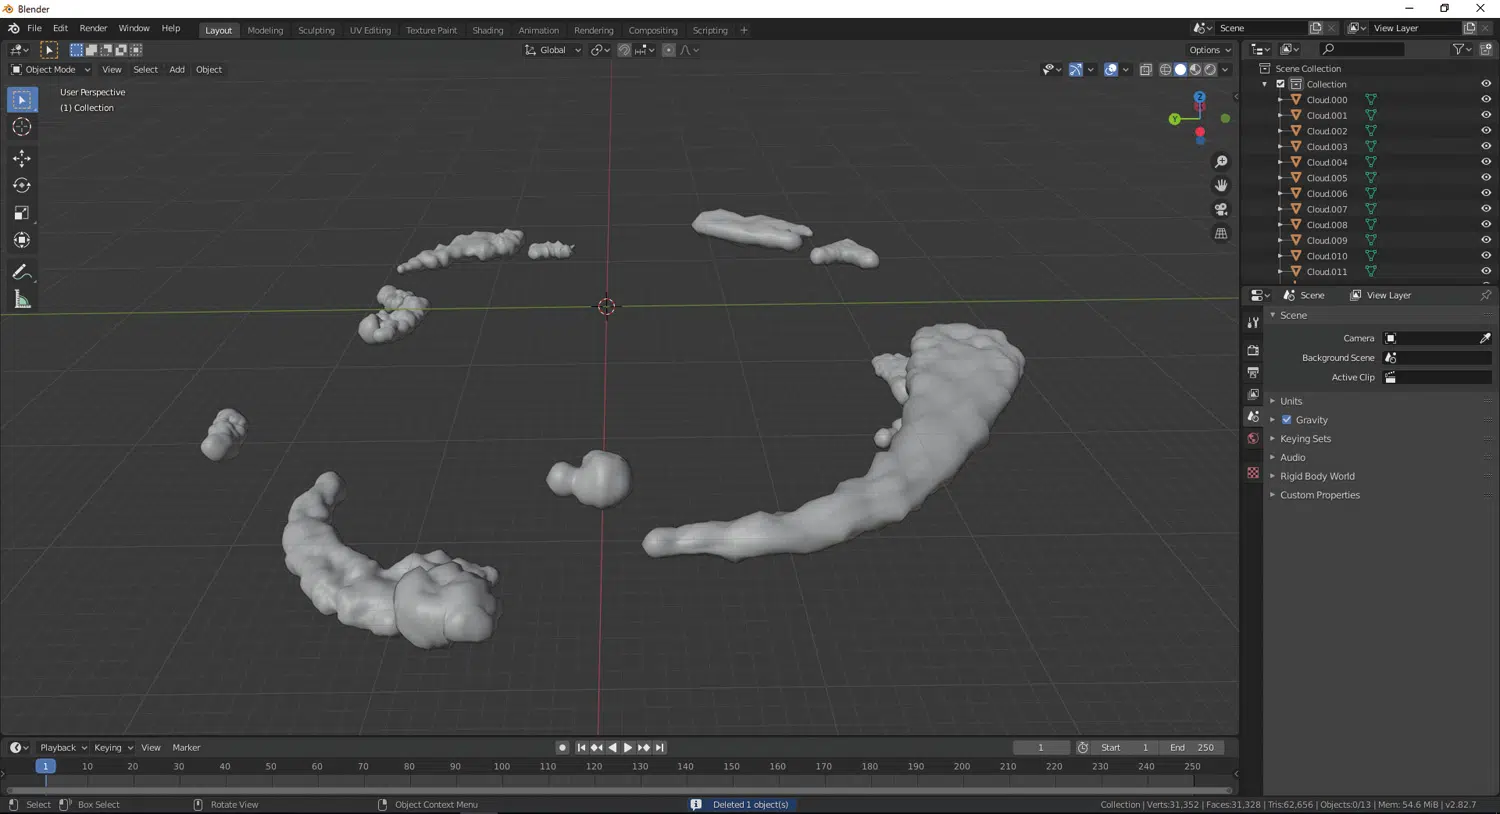 Blender
File Edit Render Window Help Layout Modeling Sculpting UV Editing Texture Paint Shading Animation Rendering Compositing Scripting + Scene View Layer
Global Options
Object Mode View Select Add Object
User Perspective
(1) Collection
Z
Y
Scene Collection
Collection
Cloud.000
Cloud.001
Cloud.002
Cloud.003
Cloud.004
Cloud.005
Cloud.006
Cloud.007
Cloud.008
Cloud.009
Cloud.010
Cloud.011
Scene View Layer
Scene
Camera
Background Scene
Active Clip
Units
Gravity
Keying Sets
Audio
Rigid Body World
Custom Properties
Playback Keying View Marker 1 Start 1 End 250
1 10 20 30 40 50 60 70 80 90 100 110 120 130 140 150 160 170 180 190 200 210 220 230 240 250
Select Box Select Rotate View Object Context Menu Deleted 1 object(s) Collection | Verts:31,352 | Faces:31,328 | Tris:62,656 | Objects:0/13 | Mem: 54.6 MiB | v2.82.7